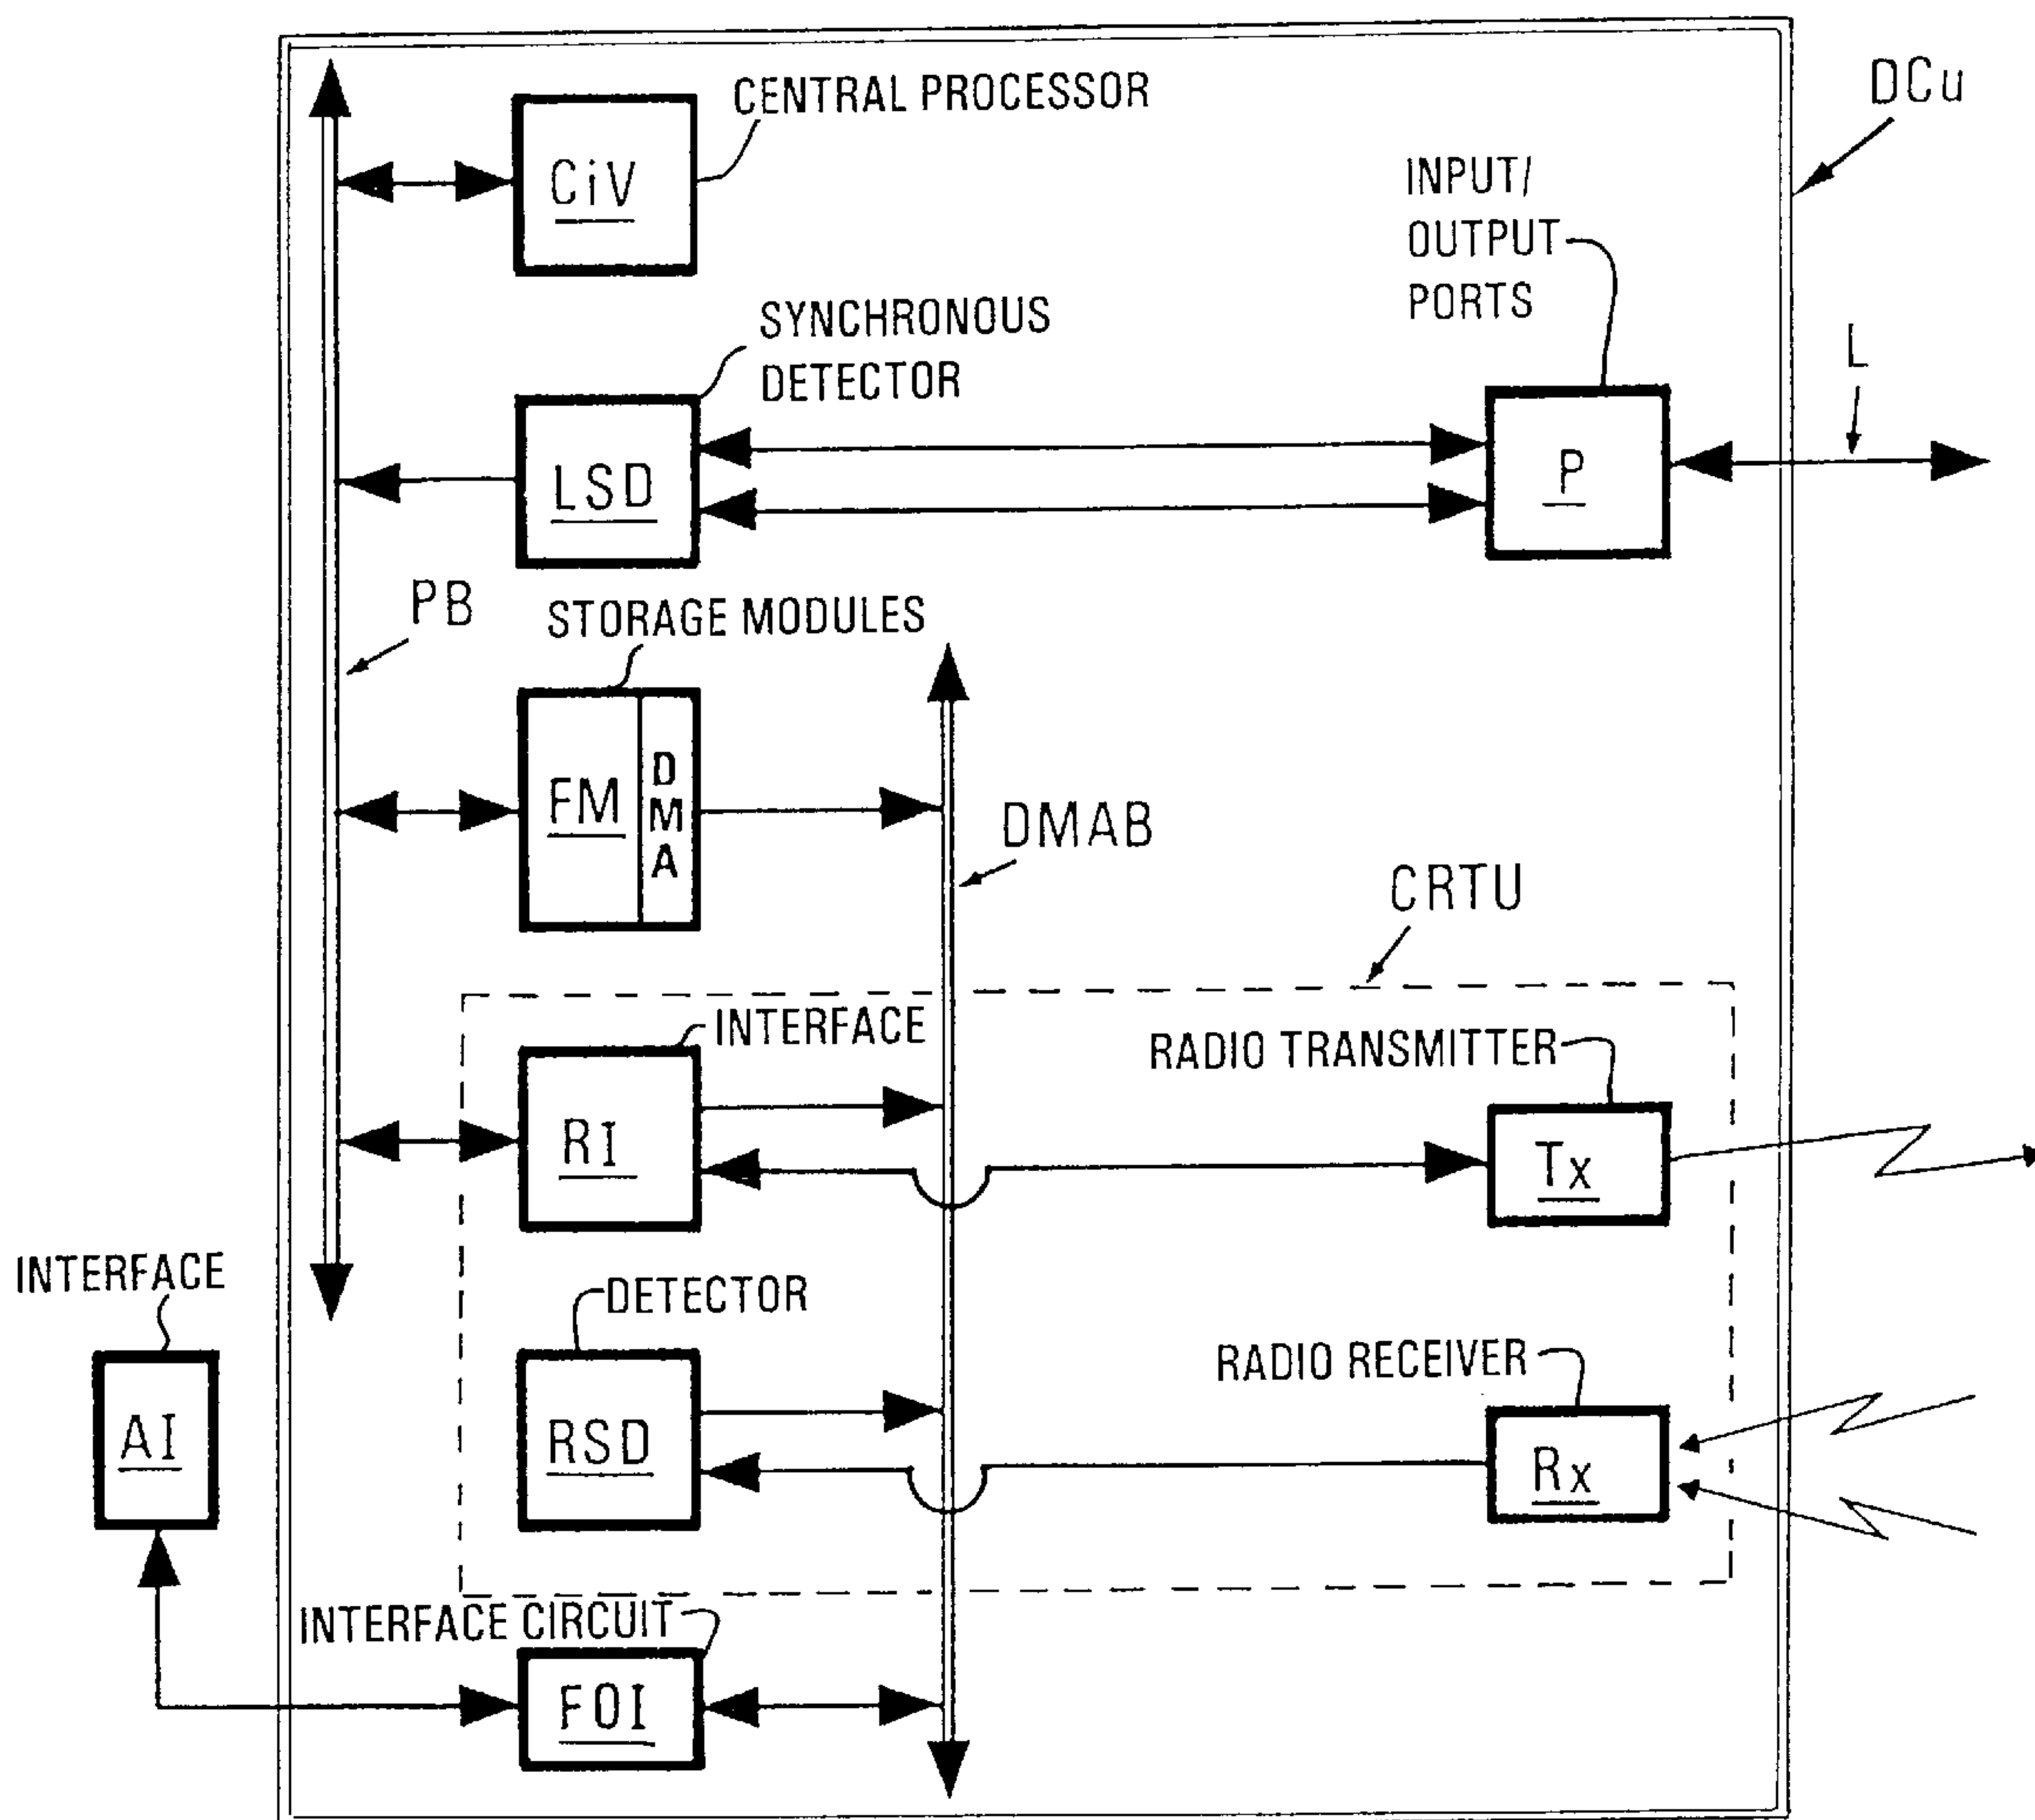 DCu
CENTRAL PROCESSOR
CiV
INPUT/
OUTPUT
PORTS
SYNCHRONOUS
DETECTOR
L
LSD
P
PB
STORAGE MODULES
FM
DMA
DMAB
CRTU
INTERFACE
RADIO TRANSMITTER
RI
Tx
INTERFACE
DETECTOR
RADIO RECEIVER
AI
RSD
Rx
INTERFACE CIRCUIT
FOI